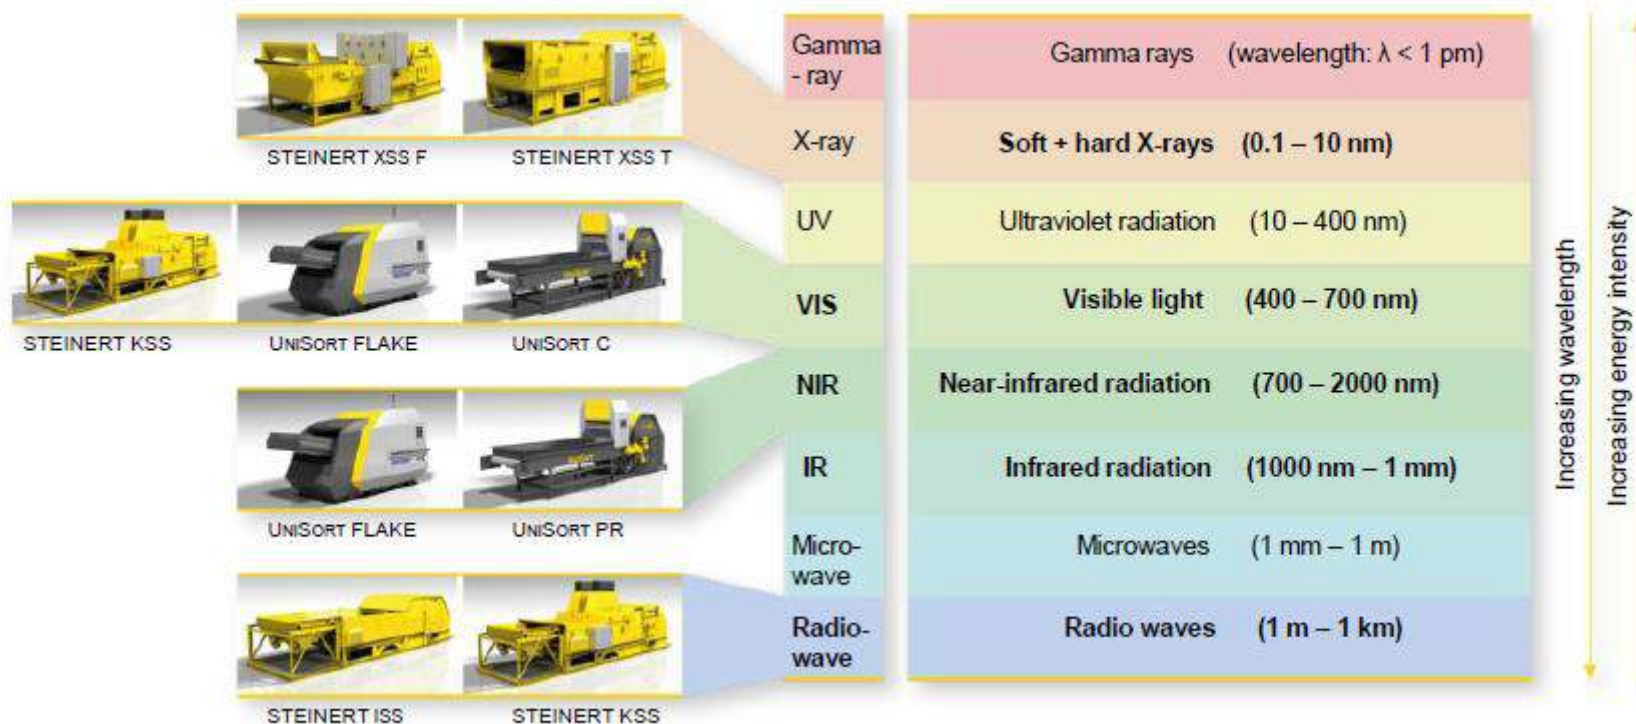 STEINERT XSS F
STEINERT XSS T
STEINERT KSS
UNISORT FLAKE
UNISORT C
UNISORT FLAKE
UNISORT PR
STEINERT ISS
STEINERT KSS
Gamma
- ray
Gamma rays (wavelength: λ < 1 pm)
X-ray
Soft + hard X-rays (0.1 – 10 nm)
UV
Ultraviolet radiation (10 – 400 nm)
VIS
Visible light (400 – 700 nm)
NIR
Near-infrared radiation (700 – 2000 nm)
IR
Infrared radiation (1000 nm – 1 mm)
Micro-
wave
Microwaves (1 mm – 1 m)
Radio-
wave
Radio waves (1 m – 1 km)
Increasing wavelength
Increasing energy intensity